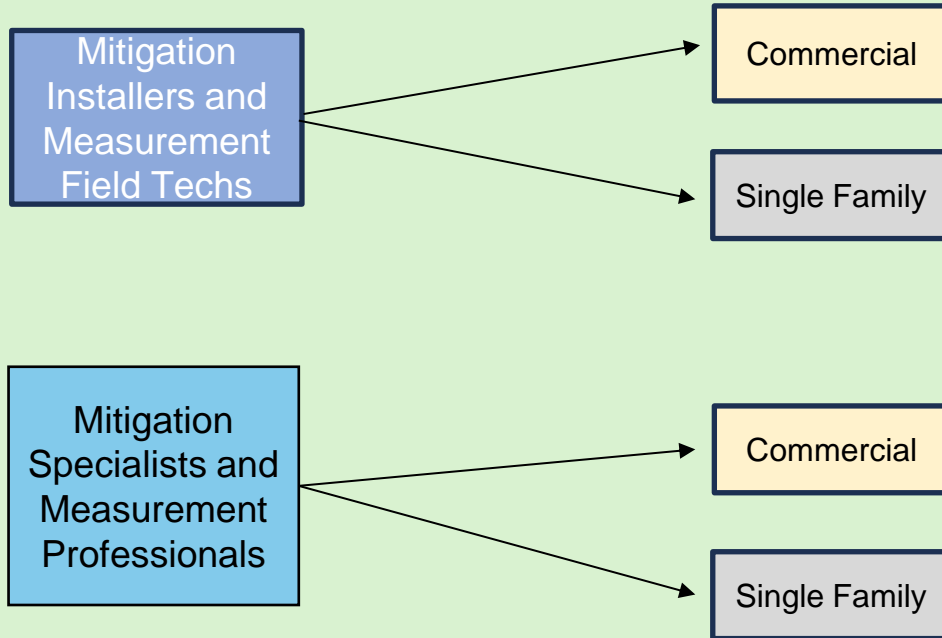 Mitigation
Installers and
Measurement
Field Techs
Commercial
Single Family
Mitigation
Specialists and
Measurement
Professionals
Commercial
Single Family